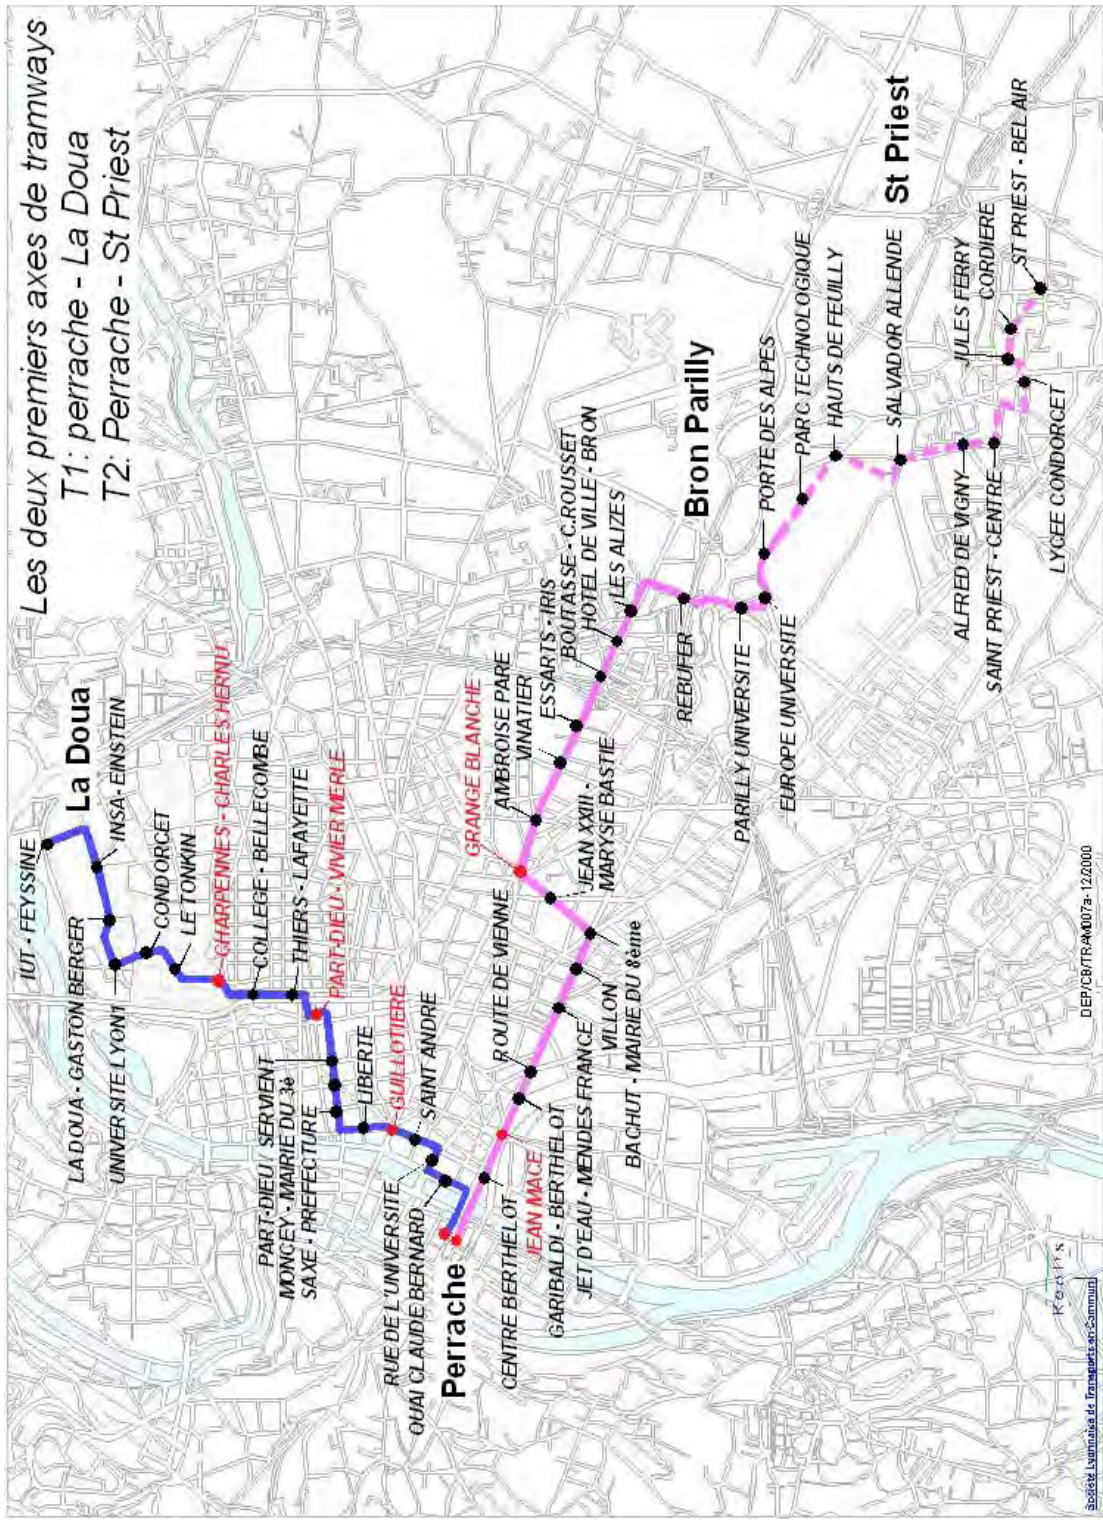 Les deux premiers axes de tramways
T1: perrache - La Doua
T2: Perrache - St Priest
La Doua
IUT - FEYSSINE
INSA- EINSTEIN
LA DOUA - GASTON BERGER
UNIVERSITE LYON1
CONDORCET
LE TONKIN
CHARPENNES - CHARLES HERNU
COLLEGE - BELLECOMBE
THIERS - LAFAYETTE
PART-DIEU - VIVIER MERLE
PART-DIEU / SERVIENT
MONCEY - MAIRIE DU 3è
SAXE - PREFECTURE
LIBERTE
GUILLOTIERE
SAINT ANDRE
RUE DE L'UNIVERSITE
QUAI CLAUDE BERNARD
Perrache
CENTRE BERTHELOT
JEAN MACE
GARIBALDI - BERTHELOT
ROUTE DE VIENNE
JET D'EAU - MENDES FRANCE
VILLON
BACHUT - MAIRIE DU 8ème
JEAN XXIII -
MARYSE BASTIE
GRANGE BLANCHE
AMBROISE PARE
VINATIER
ESSARTS - IRIS
BOUTASSE - C.ROUSSET
HOTEL DE VILLE - BRON
LES ALIZES
Bron Parilly
REBUFER
PARILLY UNIVERSITE
EUROPE UNIVERSITE
PORTE DES ALPES
PARC TECHNOLOGIQUE
HAUTS DE FEUILLY
SALVADOR ALLENDE
St Priest
ALFRED DE VIGNY
SAINT PRIEST - CENTRE
LYCEE CONDORCET
JULES FERRY
CORDIERE
ST PRIEST - BEL AIR
DEP/CB/TRAM007a-12/2000
Keolis
Société Lyonnaise de Transports en Commun